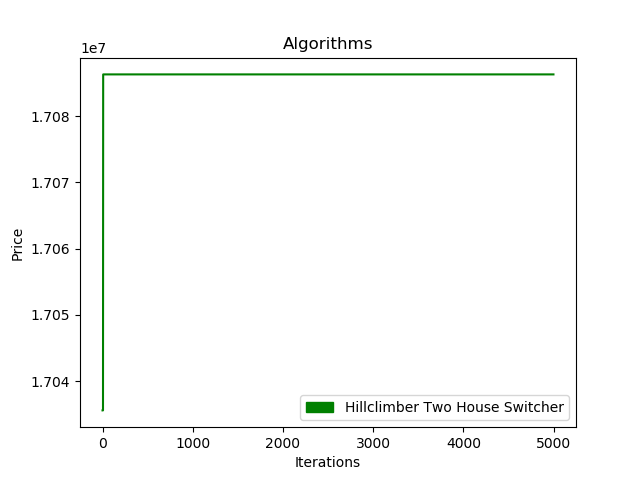 Algorithms
1e7
1.708
1.707
1.706
1.705
1.704
Price
0 1000 2000 3000 4000 5000
Iterations
Hillclimber Two House Switcher